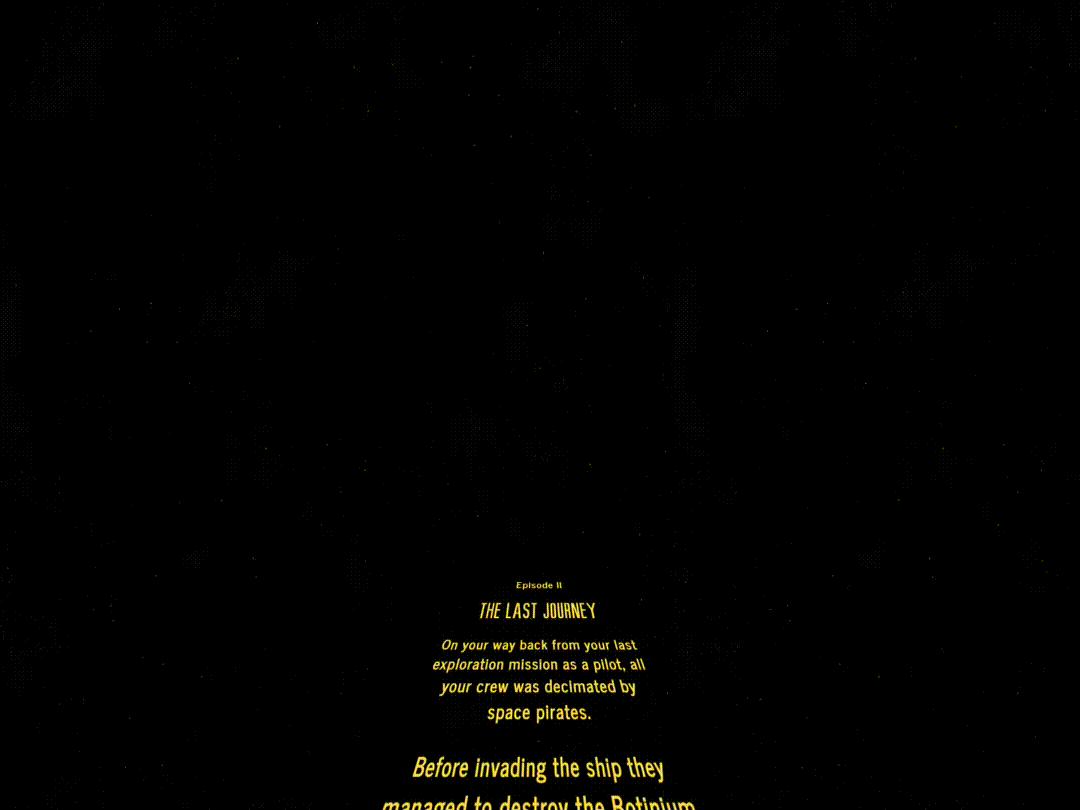 Episode II
THE LAST JOURNEY
On your way back from your last
exploration mission as a pilot, all
your crew was decimated by
space pirates.
Before invading the ship they
managed to destroy the Botinium